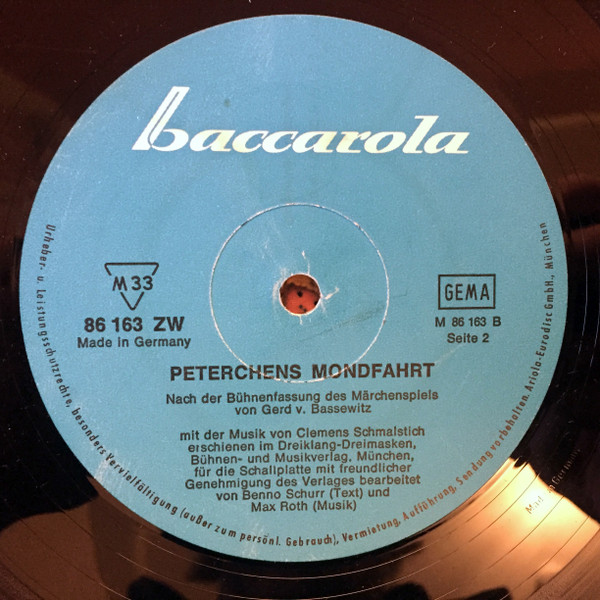 baccarola
M 33
86 163 ZW
Made in Germany
GEMA
M 86 163 B
Seite 2
PETERCHENS MONDFAHRT
Nach der Bühnenfassung des Märchenspiels
von Gerd v. Bassewitz
mit der Musik von Clemens Schmalstich
erschienen im Dreiklang-Dreimasken,
Bühnen- und Musikverlag, München,
für die Schallplatte mit freundlicher
Genehmigung des Verlages bearbeitet
von Benno Schurr (Text) und
Max Roth (Musik)
Urheber- u. Leistungsschutzrechte, besonders Vervielfältigung (außer zum persönl. Gebrauch), Vermietung, Aufführung, Sendung vorbehalten. Ariola-Eurodisc GmbH., München
Made in Germany